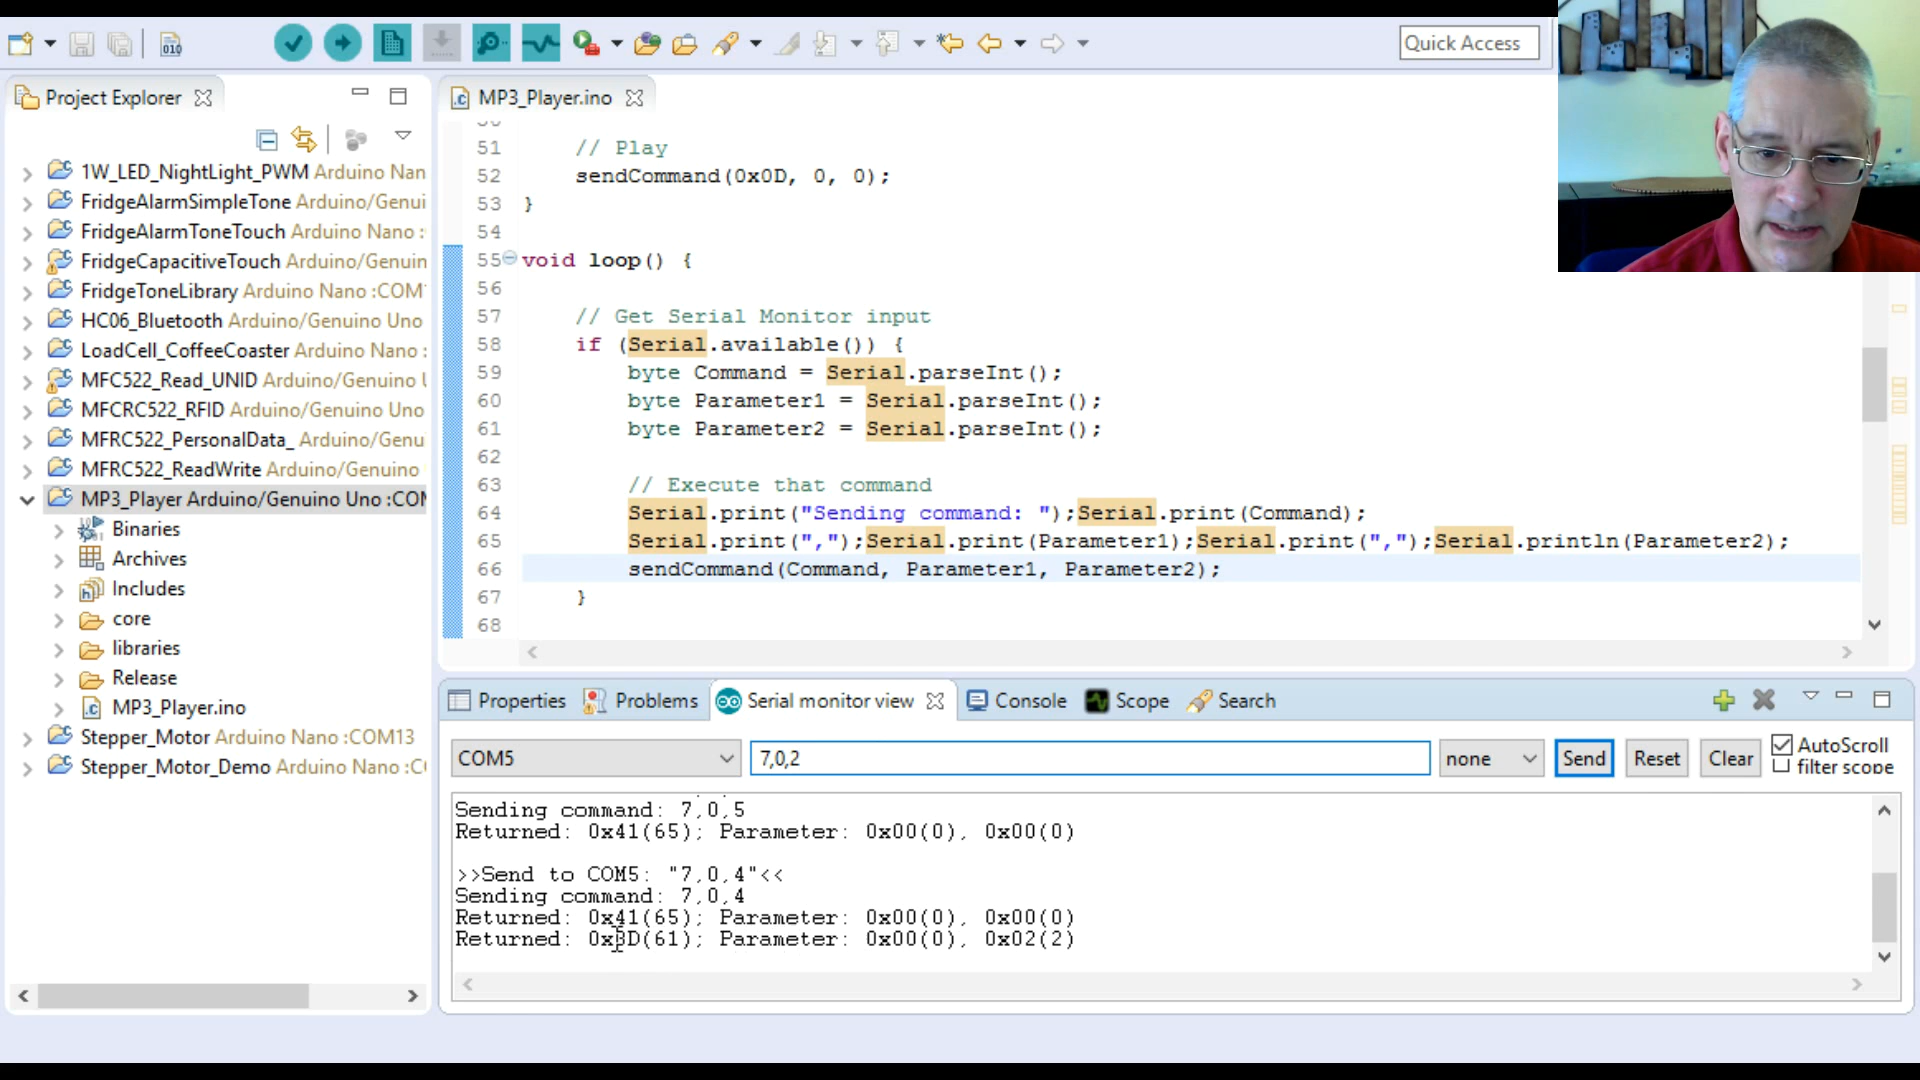 010
Quick Access
Project Explorer
1W_LED_NightLight_PWM Arduino Nan
FridgeAlarmSimpleTone Arduino/Genui
FridgeAlarmToneTouch Arduino Nano :
FridgeCapacitiveTouch Arduino/Genuin
FridgeToneLibrary Arduino Nano :COM
HC06_Bluetooth Arduino/Genuino Uno
LoadCell_CoffeeCoaster Arduino Nano :
MFC522_Read_UNID Arduino/Genuino U
MFCRC522_RFID Arduino/Genuino Uno
MFRC522_PersonalData_ Arduino/Genu
MFRC522_ReadWrite Arduino/Genuino
MP3_Player Arduino/Genuino Uno :COM
Binaries
Archives
Includes
core
libraries
Release
MP3_Player.ino
Stepper_Motor Arduino Nano :COM13
Stepper_Motor_Demo Arduino Nano :C
MP3_Player.ino
51 // Play
52 sendCommand(0x0D, 0, 0);
53 }
54
55 void loop() {
56
57 // Get Serial Monitor input
58 if (Serial.available()) {
59 byte Command = Serial.parseInt();
60 byte Parameter1 = Serial.parseInt();
61 byte Parameter2 = Serial.parseInt();
62
63 // Execute that command
64 Serial.print("Sending command: ");Serial.print(Command);
65 Serial.print(",");Serial.print(Parameter1);Serial.print(",");Serial.println(Parameter2);
66 sendCommand(Command, Parameter1, Parameter2);
67 }
68
Properties Problems Serial monitor view Console Scope Search
COM5 7,0,2 none Send Reset Clear AutoScroll
filter scope
Sending command: 7,0,5
Returned: 0x41(65); Parameter: 0x00(0), 0x00(0)
>>Send to COM5: "7,0,4"<<
Sending command: 7,0,4
Returned: 0x41(65); Parameter: 0x00(0), 0x00(0)
Returned: 0x3D(61); Parameter: 0x00(0), 0x02(2)